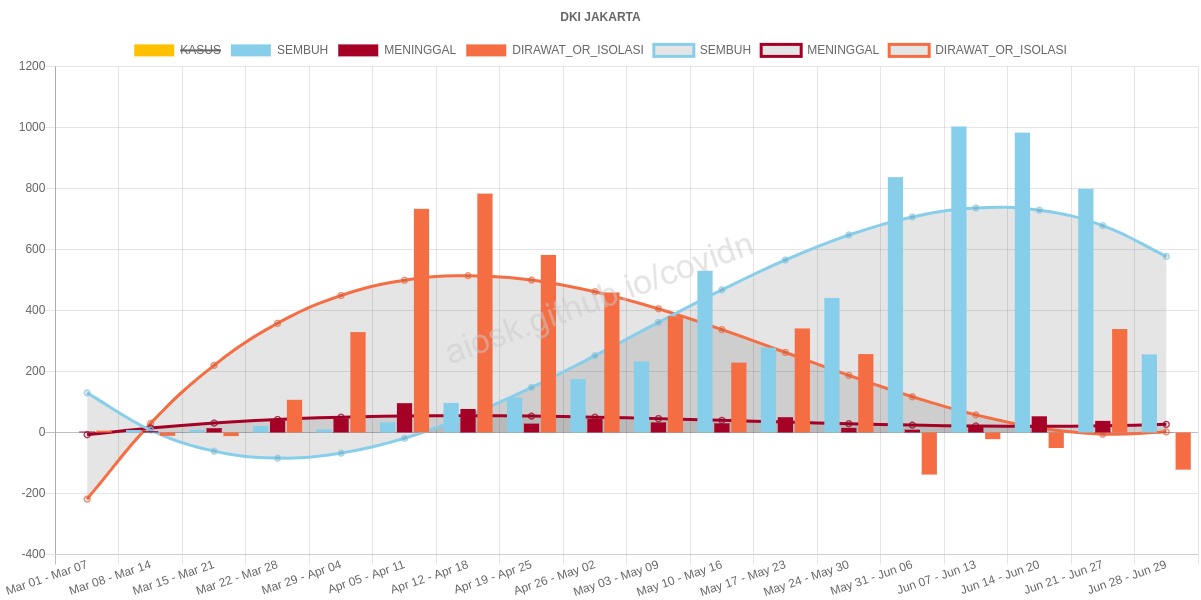 DKI JAKARTA
KASUS SEMBUH MENINGGAL DIRAWAT_OR_ISOLASI SEMBUH MENINGGAL DIRAWAT_OR_ISOLASI
1200
1000
800
600
400
200
0
-200
-400
aiosk.github.io/covidn
Mar 01 - Mar 07
Mar 08 - Mar 14
Mar 15 - Mar 21
Mar 22 - Mar 28
Mar 29 - Apr 04
Apr 05 - Apr 11
Apr 12 - Apr 18
Apr 19 - Apr 25
Apr 26 - May 02
May 03 - May 09
May 10 - May 16
May 17 - May 23
May 24 - May 30
May 31 - Jun 06
Jun 07 - Jun 13
Jun 14 - Jun 20
Jun 21 - Jun 27
Jun 28 - Jun 29